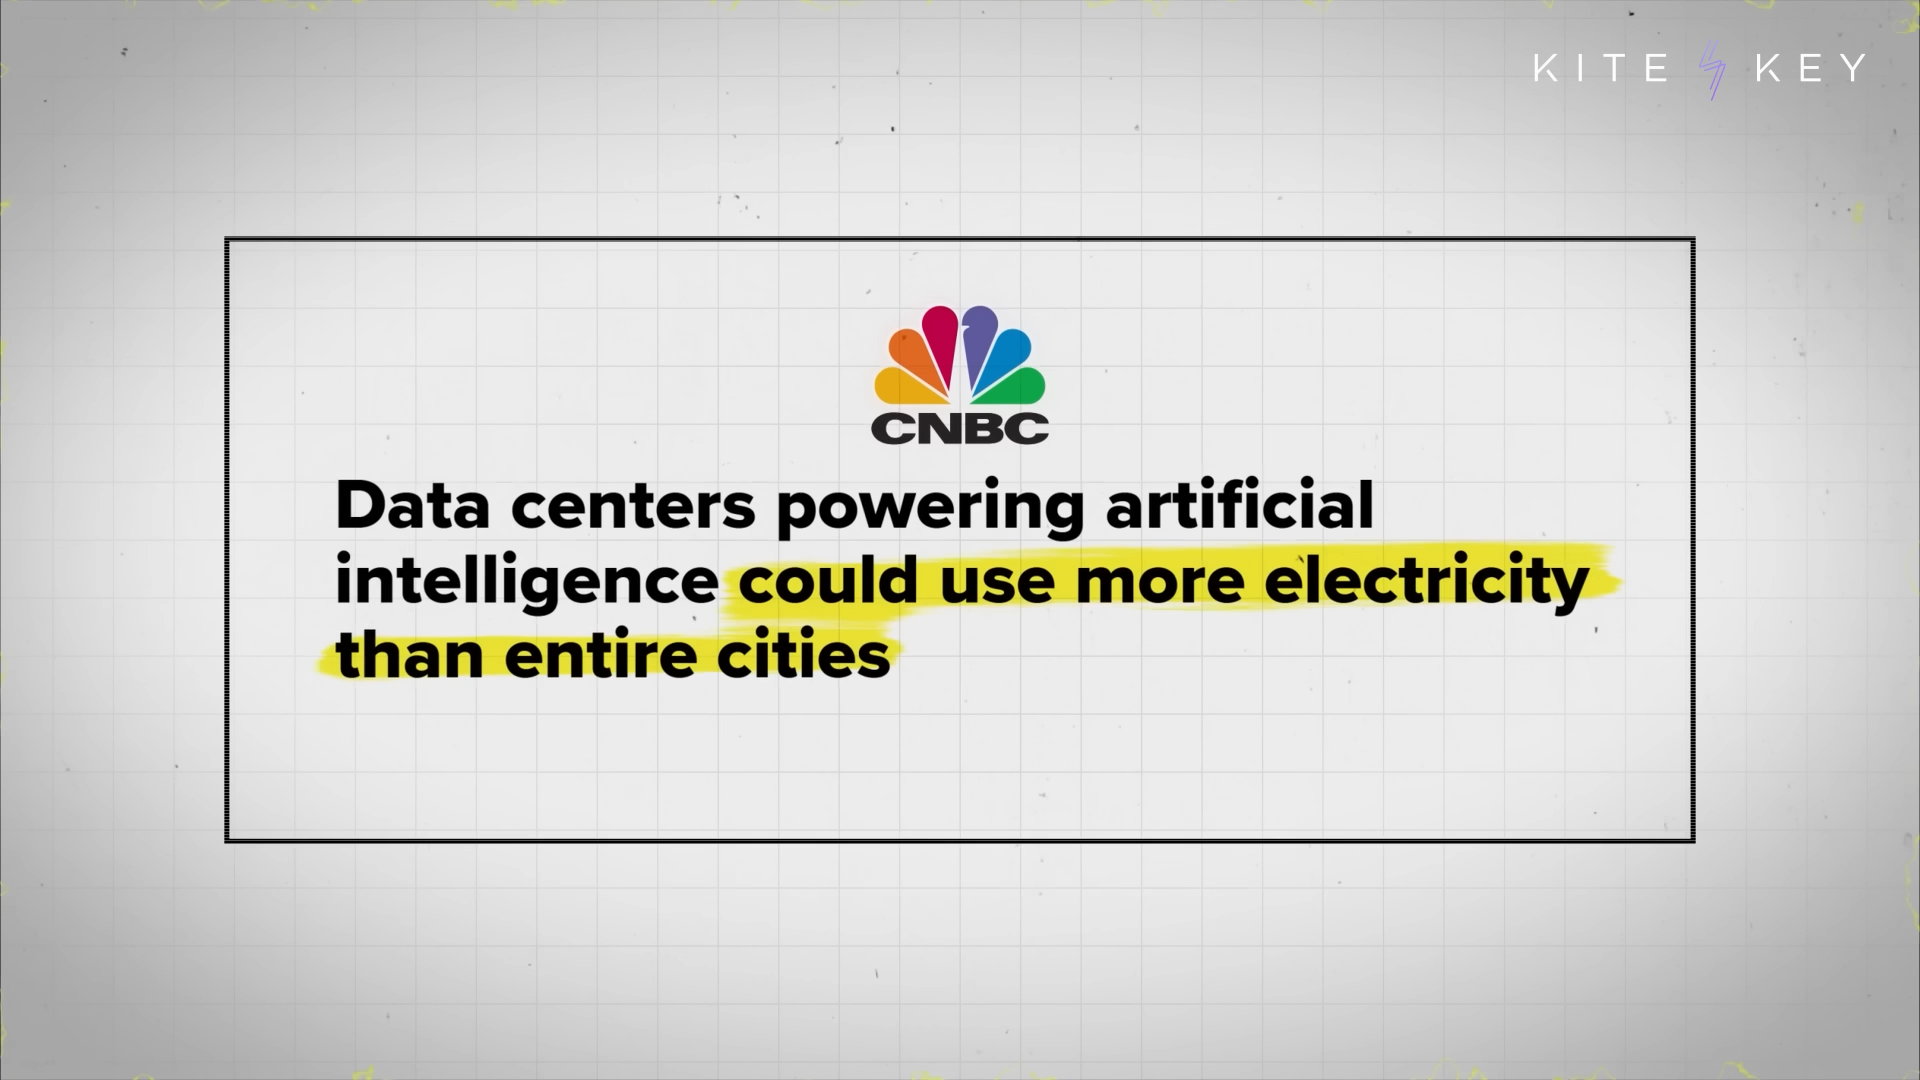 KITE KEY
CNBC
Data centers powering artificial
intelligence could use more electricity
than entire cities